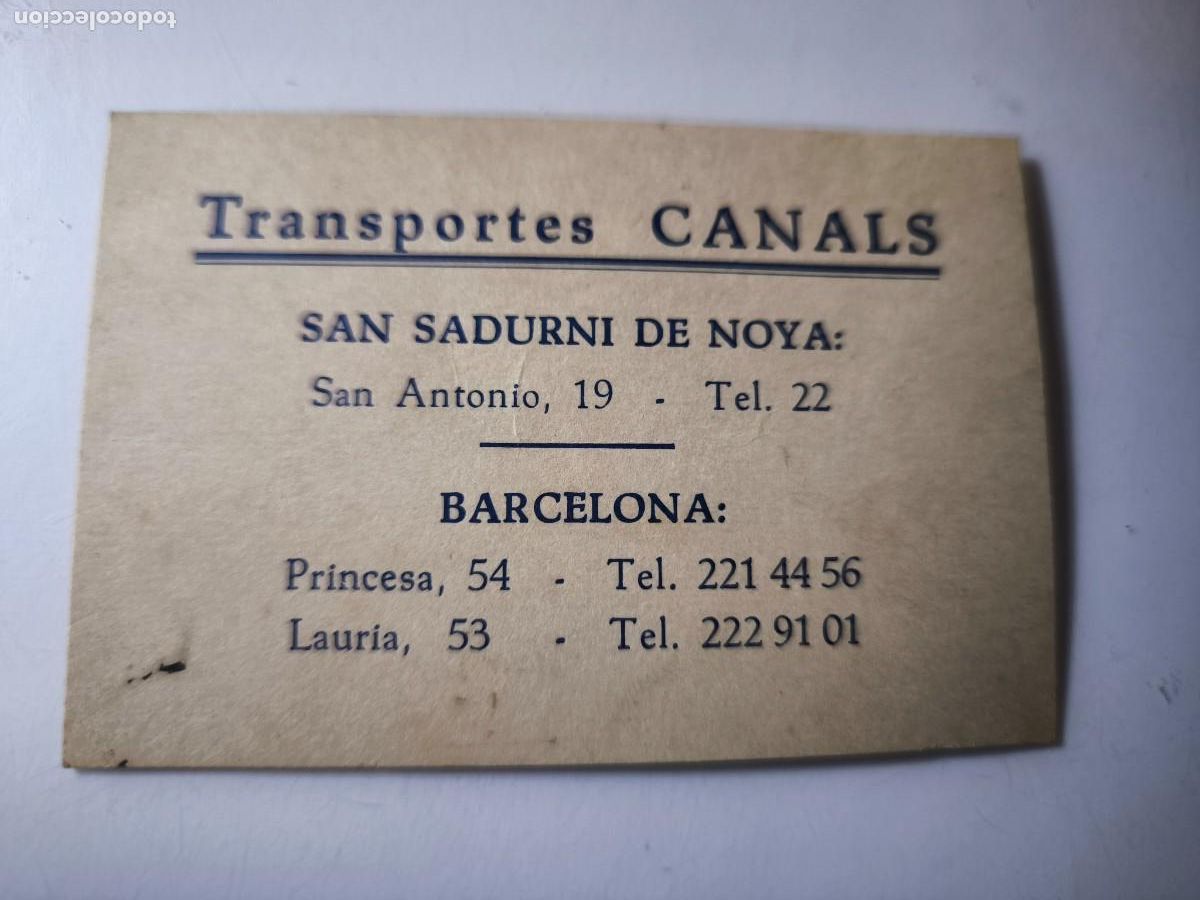 todocoleccion
Transportes CANALS
SAN SADURNI DE NOYA:
San Antonio, 19 - Tel. 22
BARCELONA:
Princesa, 54 - Tel. 221 44 56
Lauria, 53 - Tel. 222 91 01